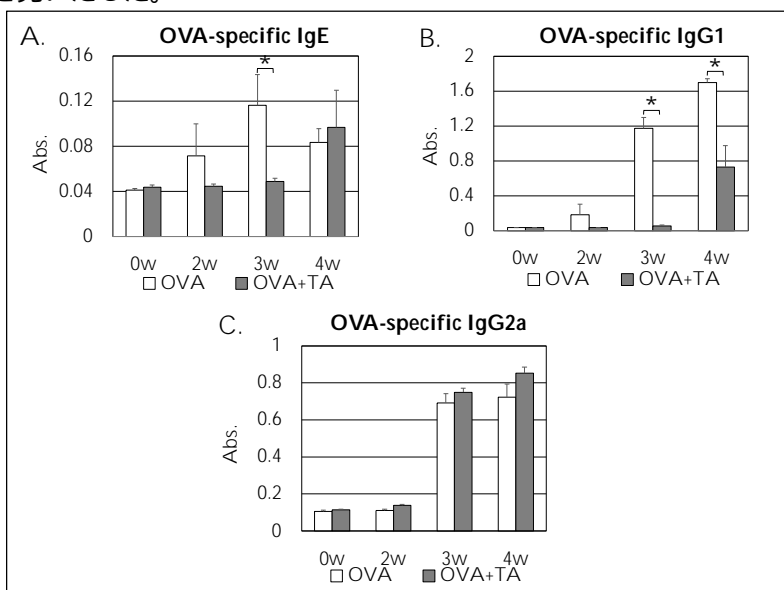 A. OVA-specific IgE
0.16
0.12
0.08
0.04
0
Abs.
*
0w 2w 3w 4w
□OVA ■OVA+TA
B. OVA-specific IgG1
2
1.6
1.2
0.8
0.4
0
Abs.
*
*
0w 2w 3w 4w
□OVA ■OVA+TA
C. OVA-specific IgG2a
1
0.8
0.6
0.4
0.2
0
Abs.
0w 2w 3w 4w
□OVA ■OVA+TA